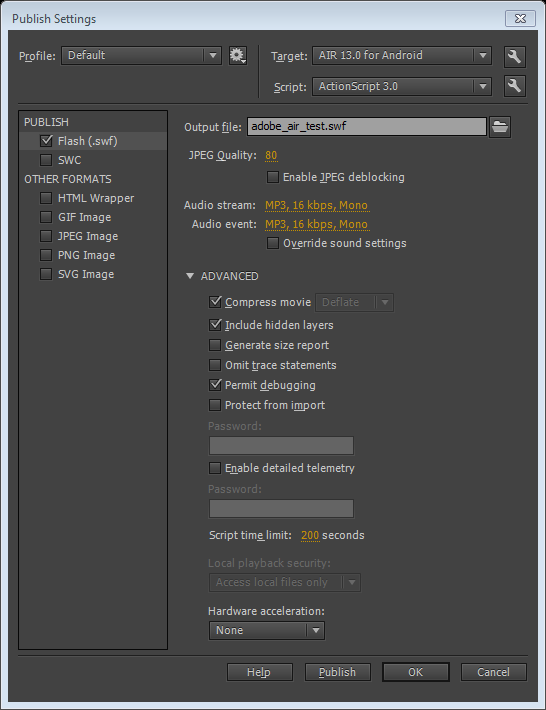 Publish Settings
Profile: Default
Target: AIR 13.0 for Android
Script: ActionScript 3.0
PUBLISH
Flash (.swf)
SWC
OTHER FORMATS
HTML Wrapper
GIF Image
JPEG Image
PNG Image
SVG Image
Output file: adobe_air_test.swf
JPEG Quality: 80
Enable JPEG deblocking
Audio stream: MP3, 16 kbps, Mono
Audio event: MP3, 16 kbps, Mono
Override sound settings
ADVANCED
Compress movie Deflate
Include hidden layers
Generate size report
Omit trace statements
Permit debugging
Protect from import
Password:
Enable detailed telemetry
Password:
Script time limit: 200 seconds
Local playback security:
Access local files only
Hardware acceleration:
None
Help Publish OK Cancel